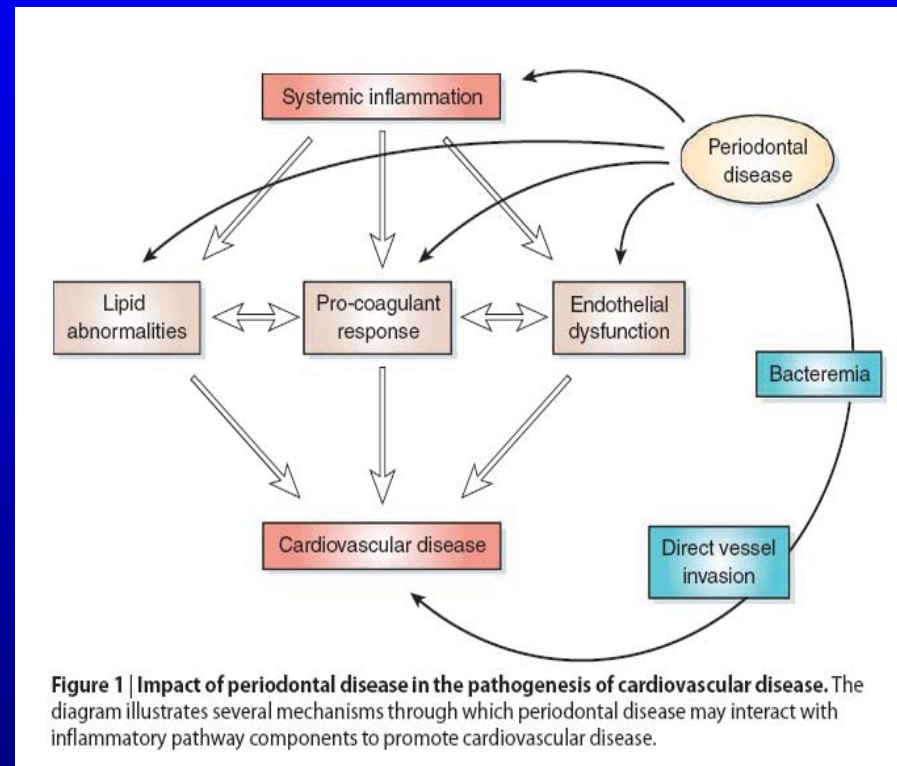 Systemic inflammation
Periodontal
disease
Lipid
abnormalities
Pro-coagulant
response
Endothelial
dysfunction
Bacteremia
Cardiovascular disease
Direct vessel
invasion
Figure 1 | Impact of periodontal disease in the pathogenesis of cardiovascular disease. The
diagram illustrates several mechanisms through which periodontal disease may interact with
inflammatory pathway components to promote cardiovascular disease.